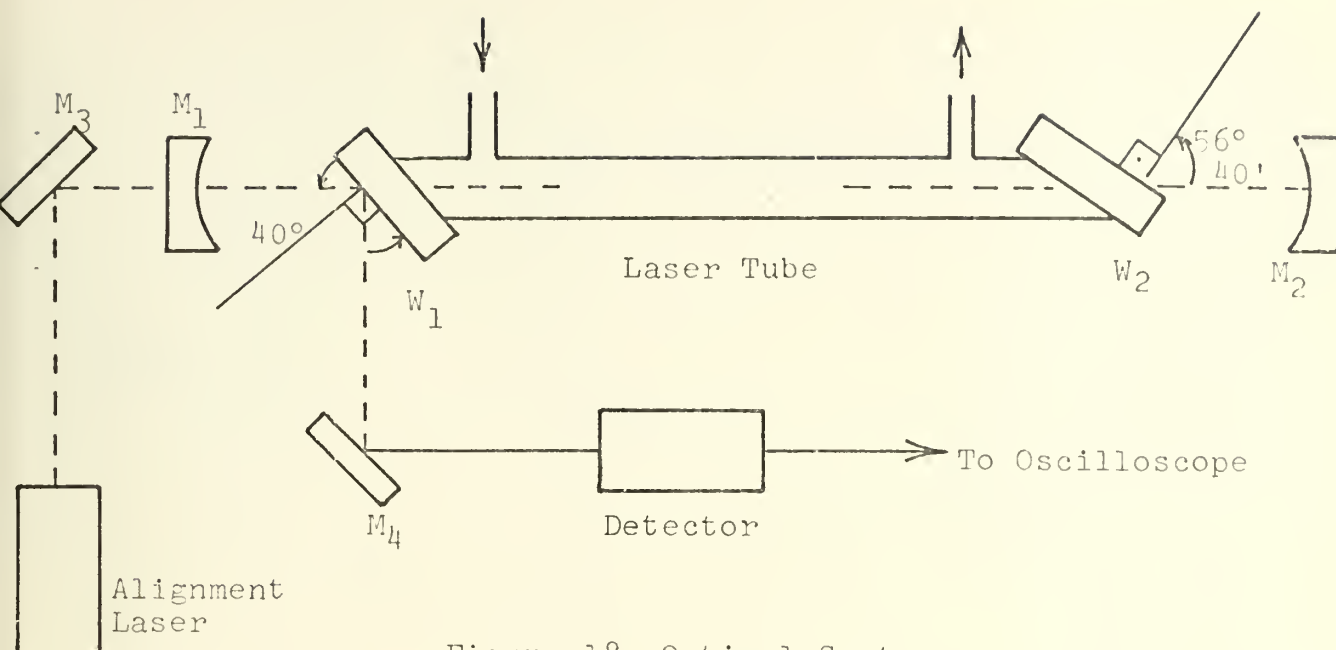 M3
M1
56°
40'
40°
W1
Laser Tube
W2
M2
To Oscilloscope
M4
Detector
Alignment
Laser